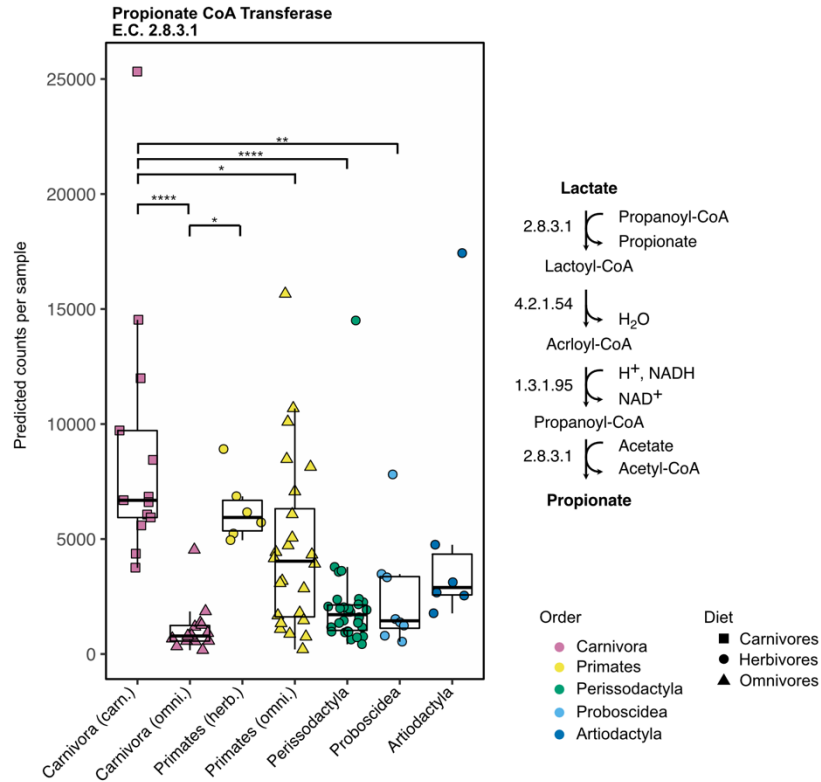 Propionate CoA Transferase
E.C. 2.8.3.1
Predicted counts per sample
25000
20000
15000
10000
5000
0
**
****
*
****
*
Carnivora (carn.)
Carnivora (omni.)
Primates (herb.)
Primates (omni.)
Perissodactyla
Proboscidea
Artiodactyla
Lactate
2.8.3.1
Propanoyl-CoA
Propionate
Lactoyl-CoA
4.2.1.54
H₂O
Acrloyl-CoA
1.3.1.95
H⁺, NADH
NAD⁺
Propanoyl-CoA
2.8.3.1
Acetate
Acetyl-CoA
Propionate
Order
Carnivora
Primates
Perissodactyla
Proboscidea
Artiodactyla
Diet
Carnivores
Herbivores
Omnivores